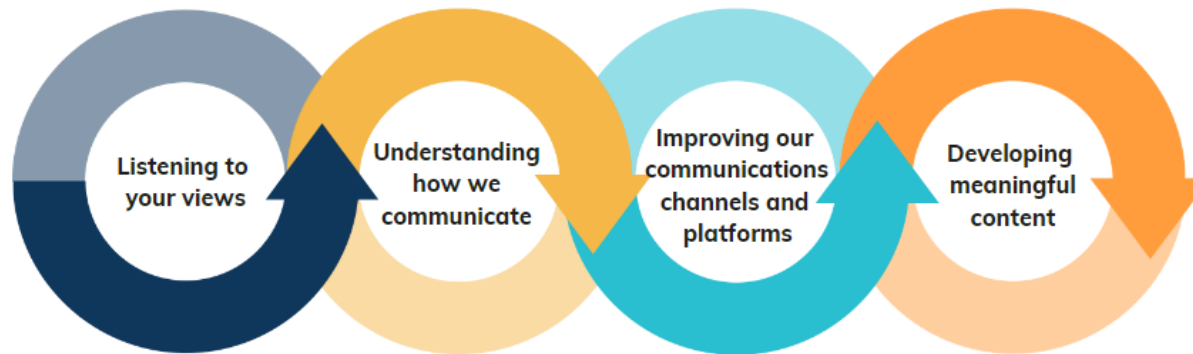 Listening to
your views
Understanding
how we
communicate
Improving our
communications
channels and
platforms
Developing
meaningful
content